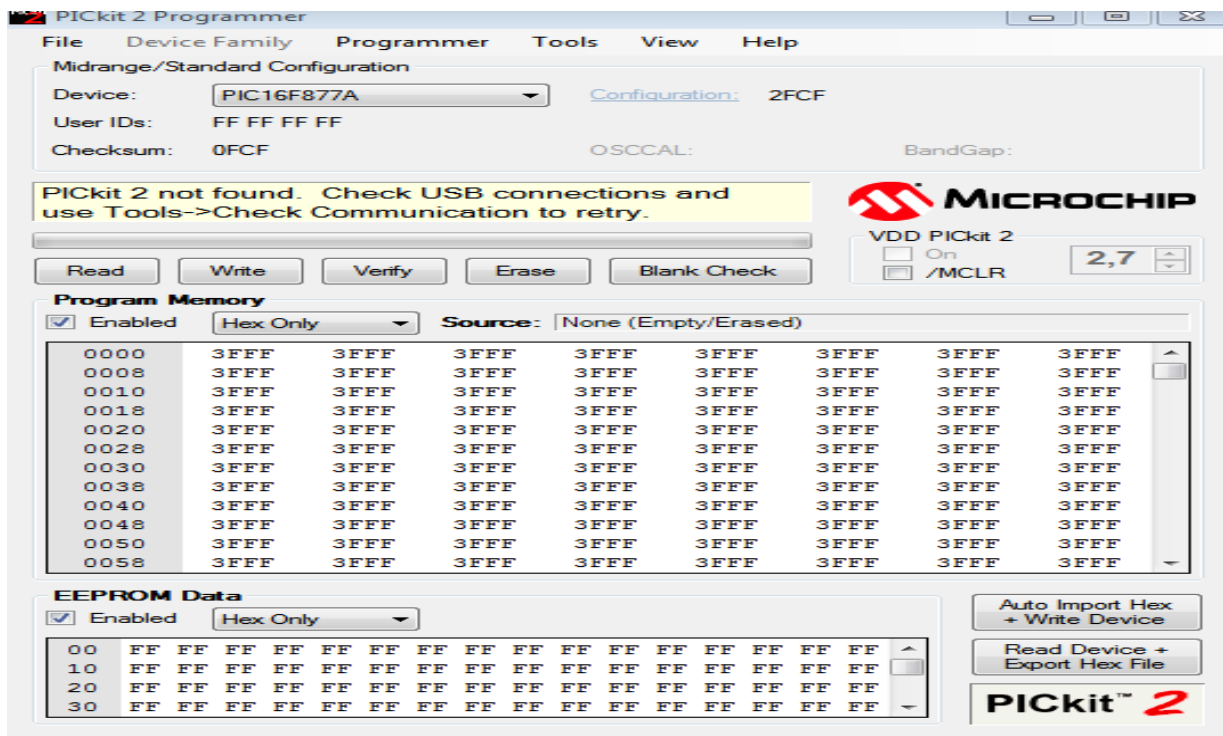 PICkit 2 Programmer
File Device Family Programmer Tools View Help
Midrange/Standard Configuration
Device: PIC16F877A Configuration: 2FCF
User IDs: FF FF FF FF
Checksum: 0FCF OSCCAL: BandGap:
PICkit 2 not found. Check USB connections and
use Tools->Check Communication to retry.
MICROCHIP
VDD PICkit 2
On
/MCLR
2,7
Read Write Verify Erase Blank Check
Program Memory
Enabled Hex Only Source: None (Empty/Erased)
0000 3FFF 3FFF 3FFF 3FFF 3FFF 3FFF 3FFF 3FFF
0008 3FFF 3FFF 3FFF 3FFF 3FFF 3FFF 3FFF 3FFF
0010 3FFF 3FFF 3FFF 3FFF 3FFF 3FFF 3FFF 3FFF
0018 3FFF 3FFF 3FFF 3FFF 3FFF 3FFF 3FFF 3FFF
0020 3FFF 3FFF 3FFF 3FFF 3FFF 3FFF 3FFF 3FFF
0028 3FFF 3FFF 3FFF 3FFF 3FFF 3FFF 3FFF 3FFF
0030 3FFF 3FFF 3FFF 3FFF 3FFF 3FFF 3FFF 3FFF
0038 3FFF 3FFF 3FFF 3FFF 3FFF 3FFF 3FFF 3FFF
0040 3FFF 3FFF 3FFF 3FFF 3FFF 3FFF 3FFF 3FFF
0048 3FFF 3FFF 3FFF 3FFF 3FFF 3FFF 3FFF 3FFF
0050 3FFF 3FFF 3FFF 3FFF 3FFF 3FFF 3FFF 3FFF
0058 3FFF 3FFF 3FFF 3FFF 3FFF 3FFF 3FFF 3FFF
EEPROM Data
Enabled Hex Only
00 FF FF FF FF FF FF FF FF FF FF FF FF FF FF FF FF
10 FF FF FF FF FF FF FF FF FF FF FF FF FF FF FF FF
20 FF FF FF FF FF FF FF FF FF FF FF FF FF FF FF FF
30 FF FF FF FF FF FF FF FF FF FF FF FF FF FF FF FF
Auto Import Hex
+ Write Device
Read Device +
Export Hex File
PICkit™ 2